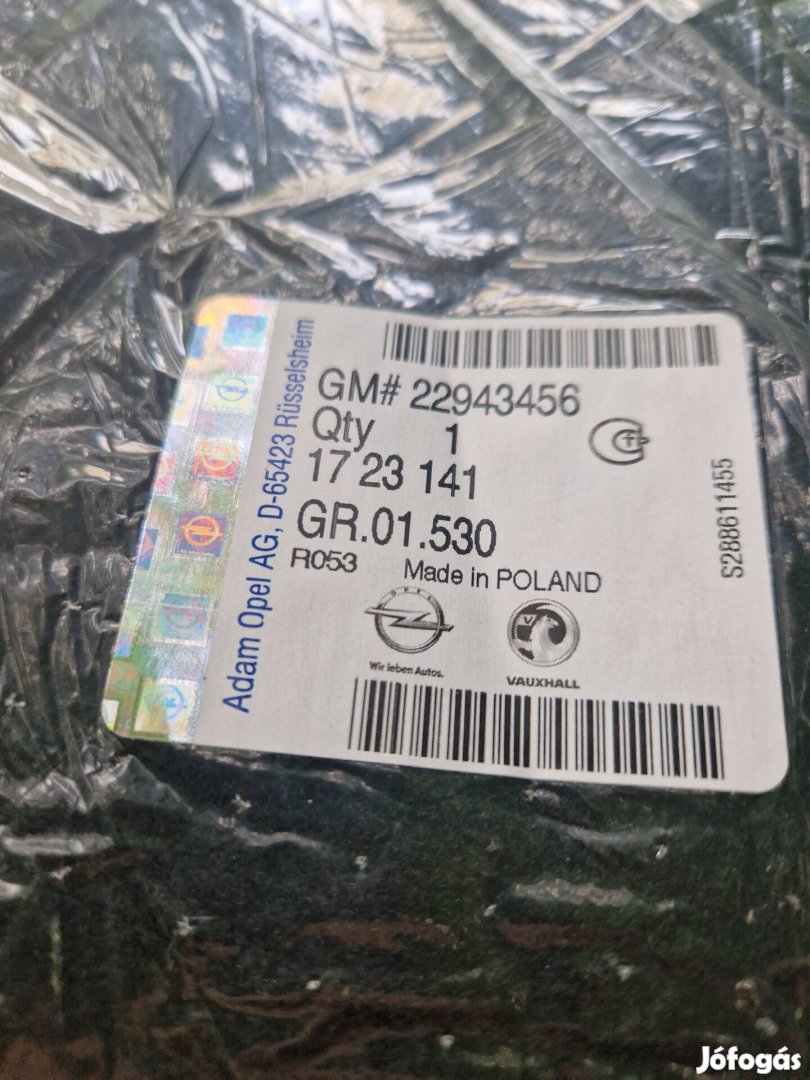 Adam Opel AG, D-65423 Rüsselsheim
GM# 22943456
Qty 1
17 23 141
GR.01.530
R053 Made in POLAND
S288611455
OPEL
Wir leben Autos.
VAUXHALL
Jófogás